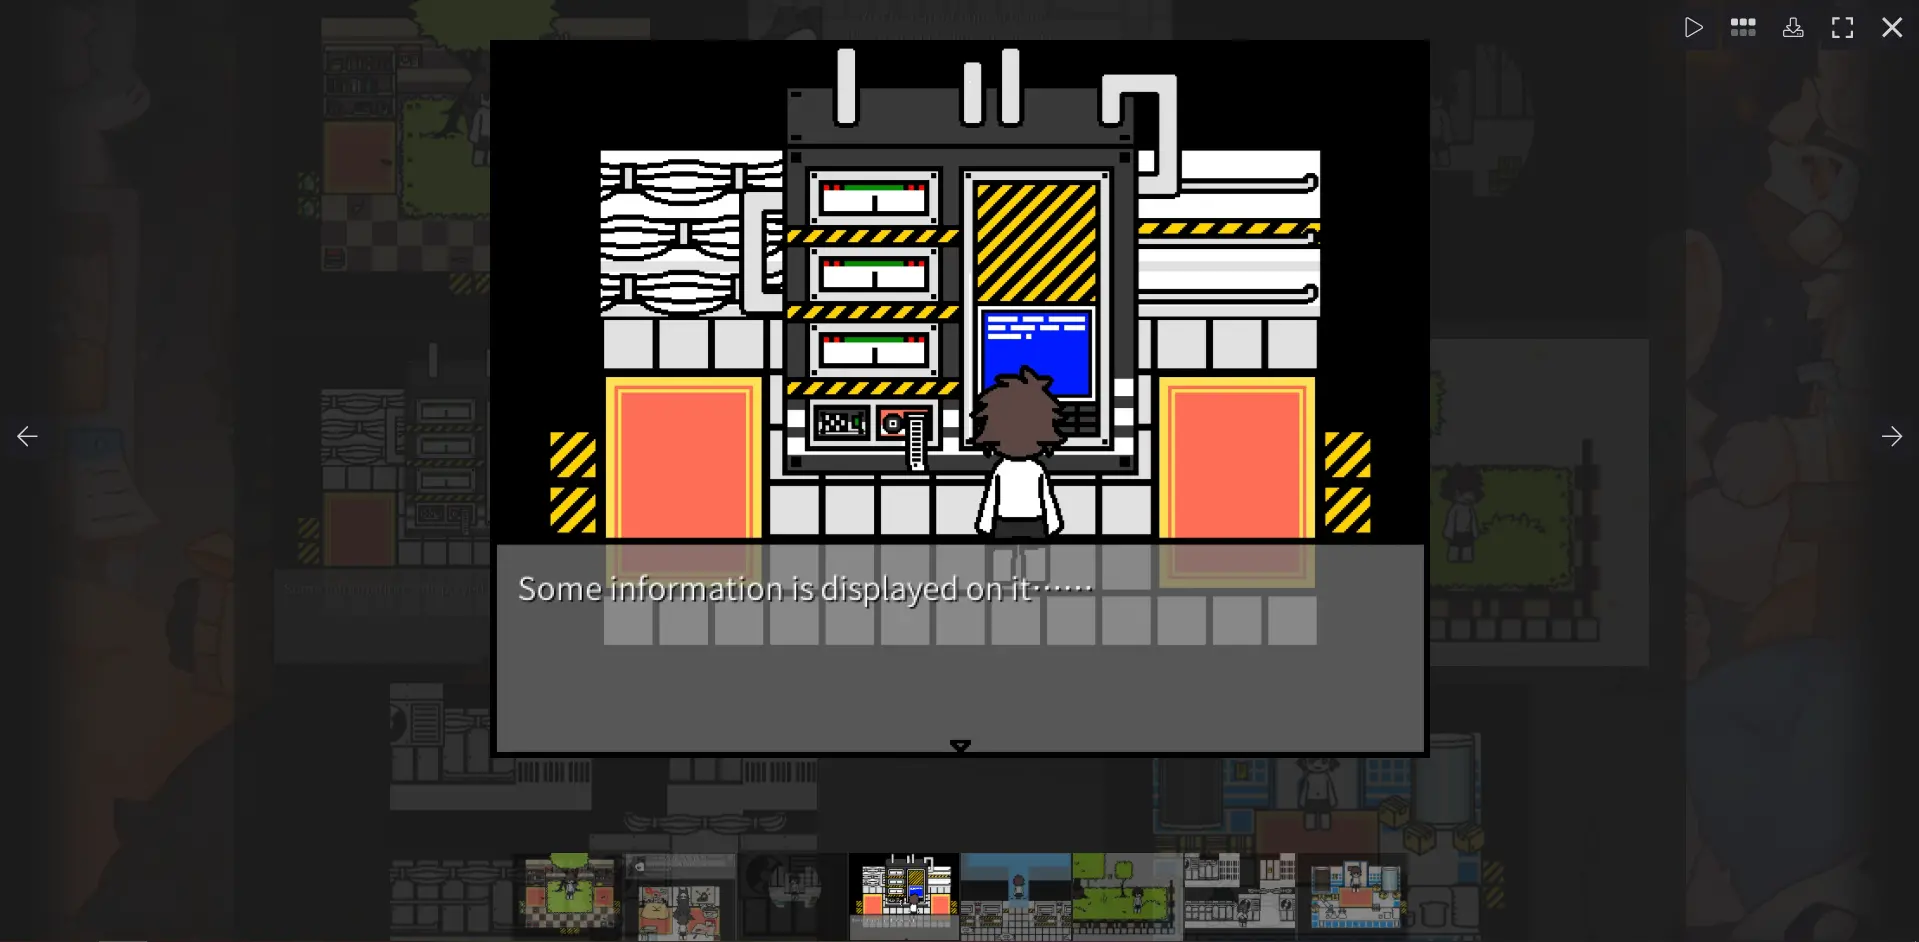 Some information is displayed on it⋯⋯